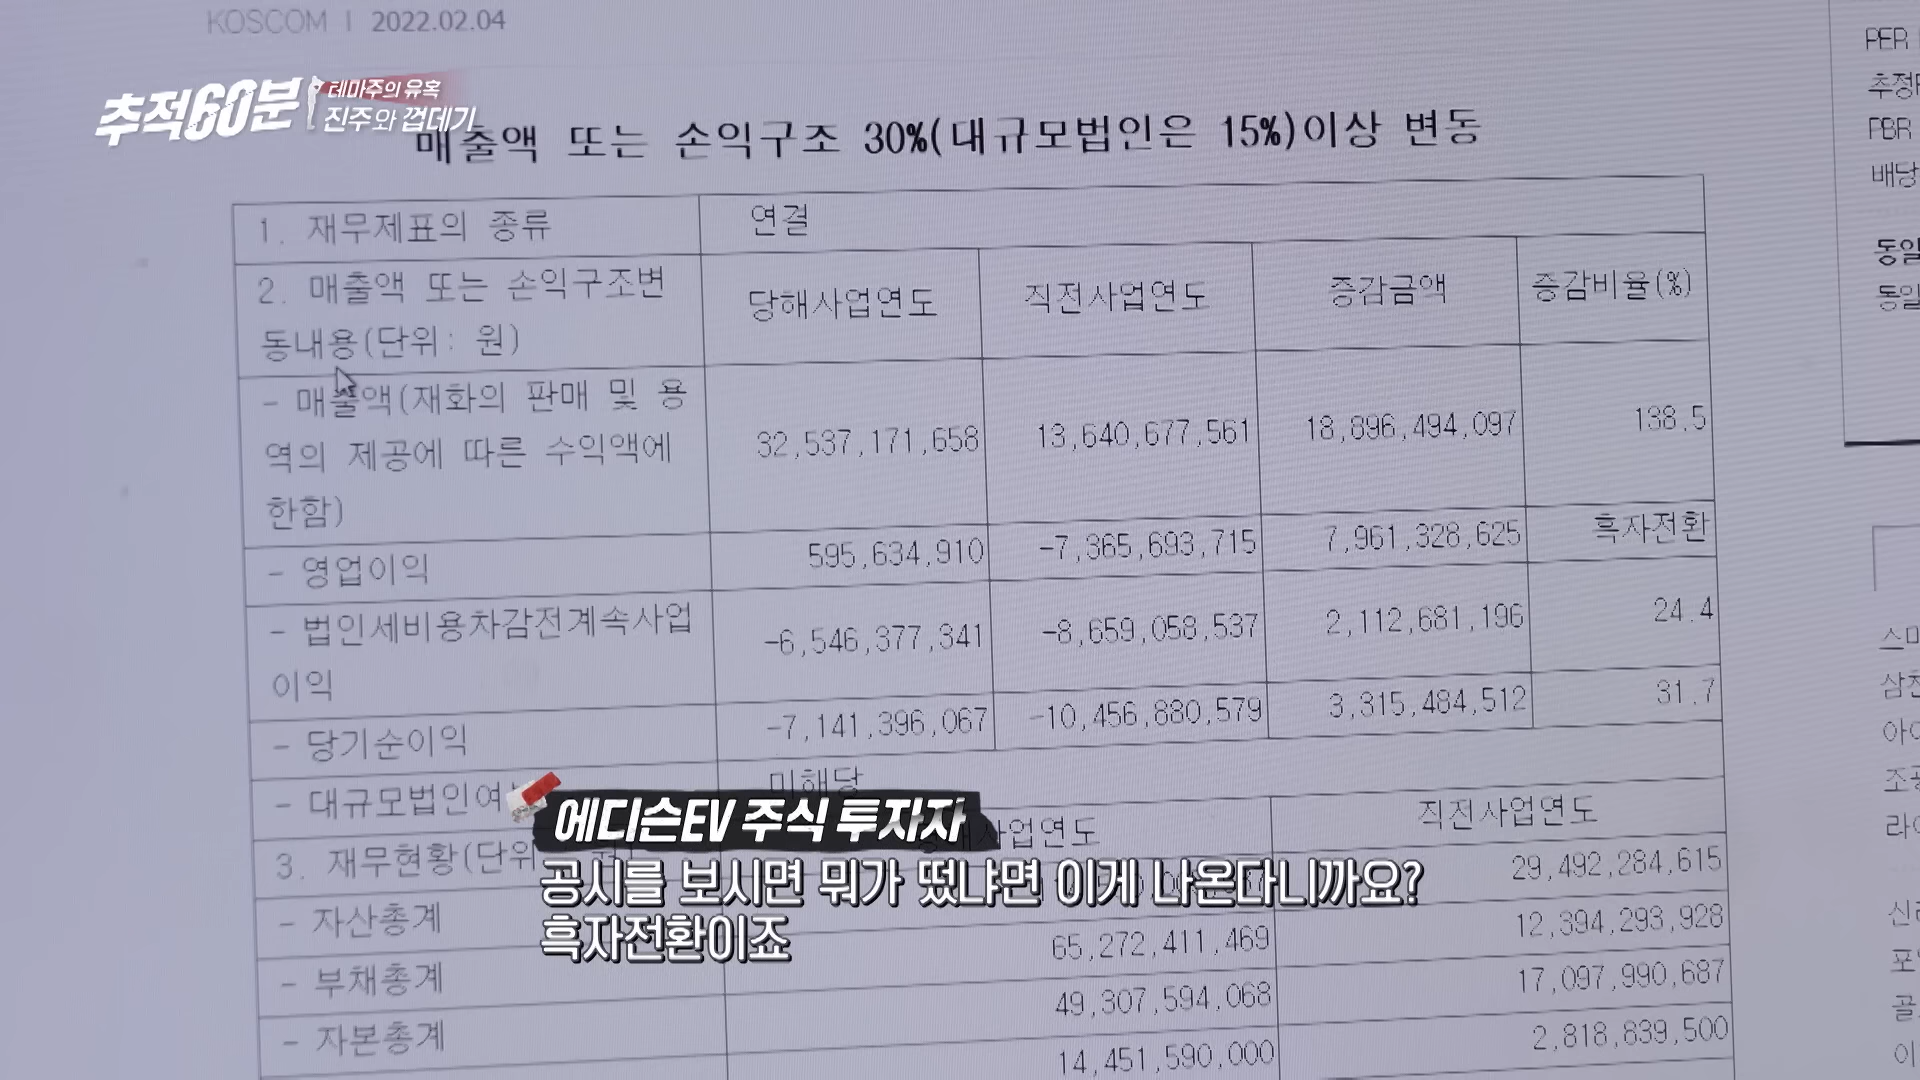 KOSCOM | 2022.02.04
추적60분
테마주의 유혹
진주와 껍데기
매출액 또는 손익구조 30%(대규모법인은 15%)이상 변동
1. 재무제표의 종류 연결
2. 매출액 또는 손익구조변
동내용(단위: 원) 당해사업연도 직전사업연도 증감금액 증감비율(%)
- 매출액(재화의 판매 및 용
역의 제공에 따른 수익액에
한함) 32,537,171,658 13,640,677,561 18,896,494,097 138.5
- 영업이익 595,634,910 -7,365,693,715 7,961,328,625 흑자전환
- 법인세비용차감전계속사업
이익 -6,546,377,341 -8,659,058,537 2,112,681,196 24.4
- 당기순이익 -7,141,396,067 -10,456,880,579 3,315,484,512 31.7
- 대규모법인여 미해당
3. 재무현황(단위 사업연도 직전사업연도
- 자산총계 29,492,284,615
- 부채총계 65,272,411,469 12,394,293,928
- 자본총계 49,307,594,068 17,097,990,687
14,451,590,000 2,818,839,500
에디슨EV 주식 투자자
공시를 보시면 뭐가 떴냐면 이게 나온다니까요?
흑자전환이죠
PER
PBR
배당
동일
동일